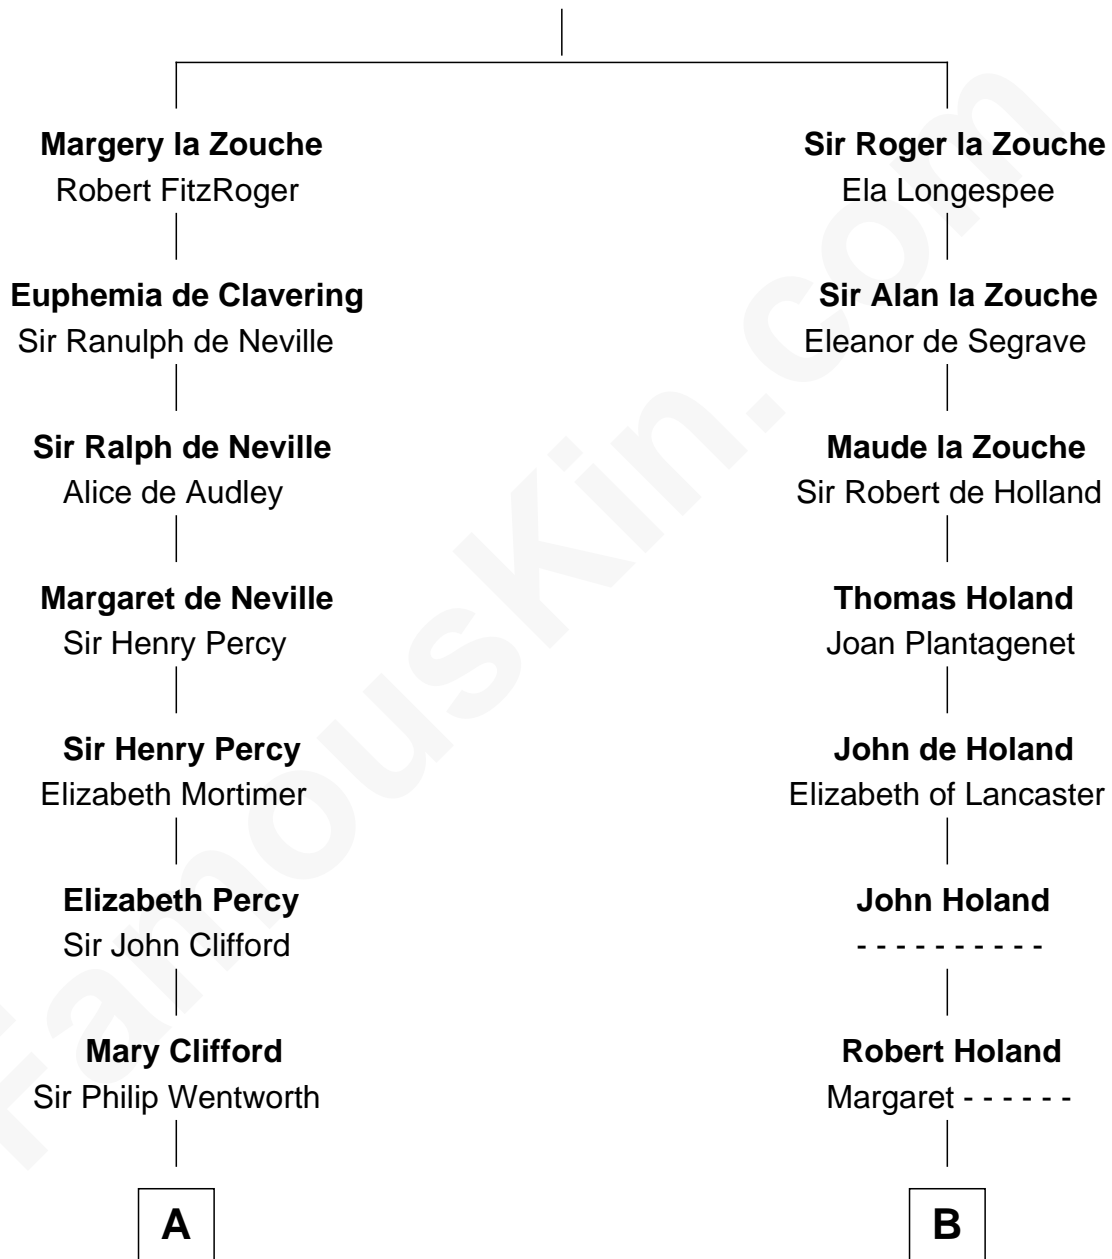 Margery la Zouche
Robert FitzRoger
Euphemia de Clavering
Sir Ranulph de Neville
Sir Ralph de Neville
Alice de Audley
Margaret de Neville
Sir Henry Percy
Sir Henry Percy
Elizabeth Mortimer
Elizabeth Percy
Sir John Clifford
Mary Clifford
Sir Philip Wentworth
A
Sir Roger la Zouche
Ela Longespee
Sir Alan la Zouche
Eleanor de Segrave
Maude la Zouche
Sir Robert de Holland
Thomas Holand
Joan Plantagenet
John de Holand
Elizabeth of Lancaster
John Holand
- - - - - - - - - -
Robert Holand
Margaret - - - - - -
B
FamousKin.com